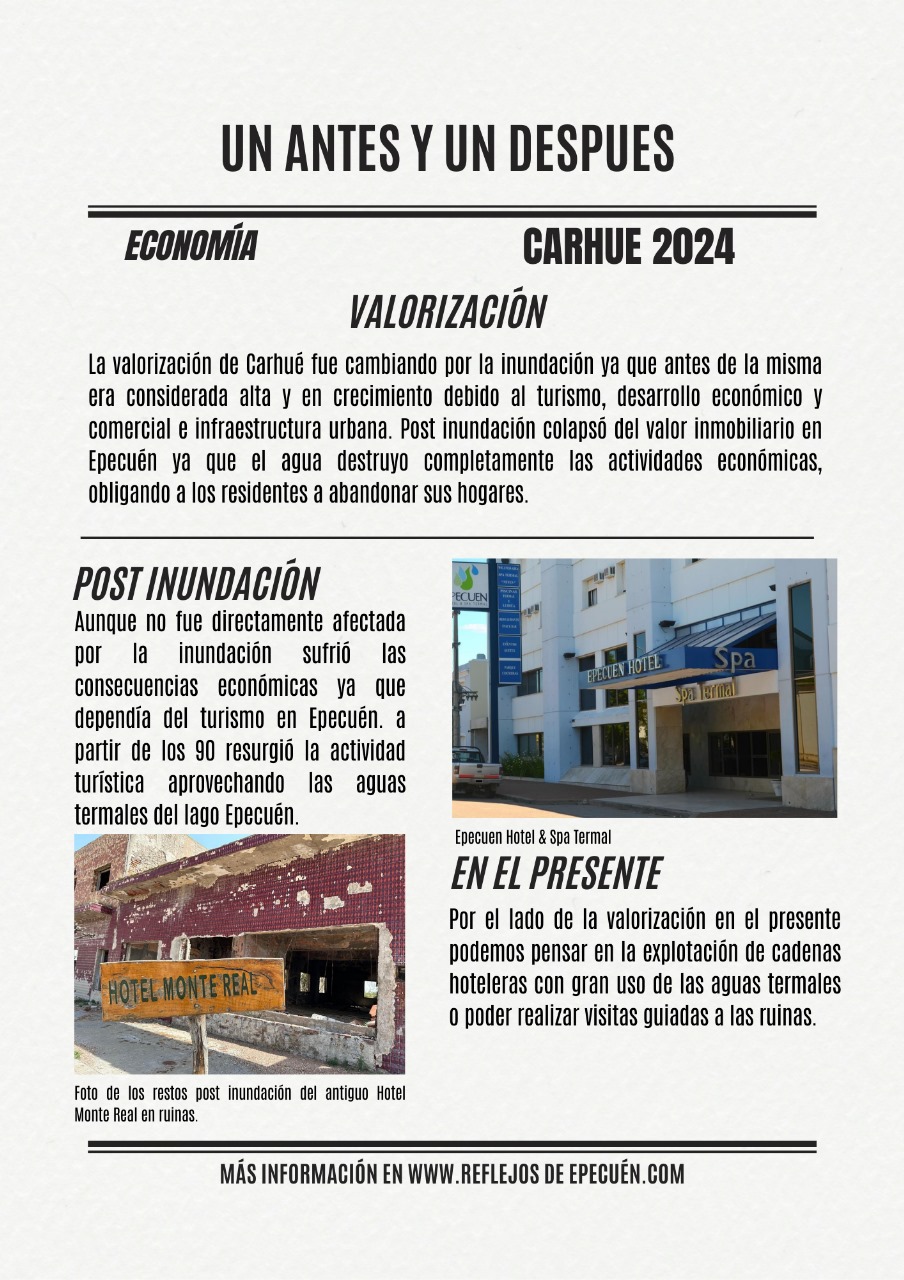 UN ANTES Y UN DESPUES
ECONOMÍA
CARHUE 2024
VALORIZACIÓN
La valorización de Carhué fue cambiando por la inundación ya que antes de la misma
era considerada alta y en crecimiento debido al turismo, desarrollo económico y
comercial e infraestructura urbana. Post inundación colapsó del valor inmobiliario en
Epecuén ya que el agua destruyo completamente las actividades económicas,
obligando a los residentes a abandonar sus hogares.
POST INUNDACIÓN
Aunque no fue directamente afectada
por la inundación sufrió las
consecuencias económicas ya que
dependía del turismo en Epecuén. a
partir de los 90 resurgió la actividad
turística aprovechando las aguas
termales del lago Epecuén.
HOTEL MONTE REAL
Foto de los restos post inundación del antiguo Hotel
Monte Real en ruinas.
PECUEN
EPECUEN HOTEL
Spa
Spa Termal
Epecuen Hotel & Spa Termal
EN EL PRESENTE
Por el lado de la valorización en el presente
podemos pensar en la explotación de cadenas
hoteleras con gran uso de las aguas termales
o poder realizar visitas guiadas a las ruinas.
MÁS INFORMACIÓN EN WWW.REFLEJOS DE EPECUÉN.COM